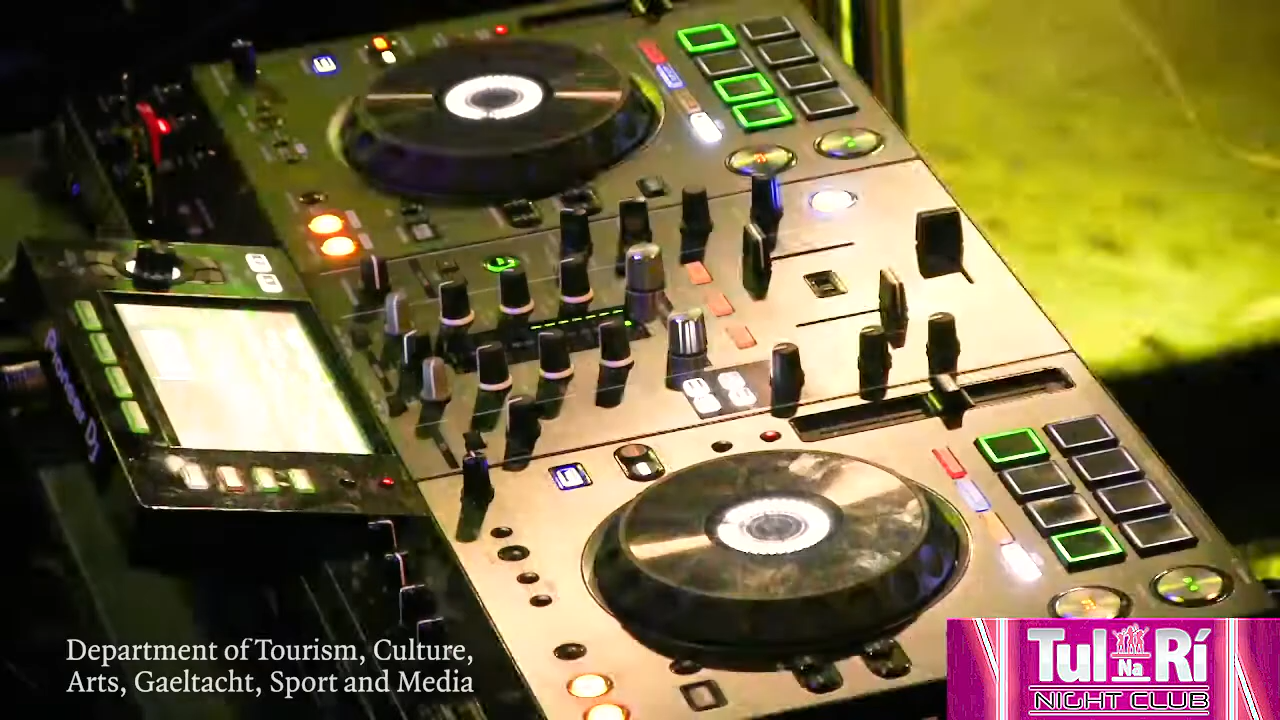 Pioneer DJ
Department of Tourism, Culture,
Arts, Gaeltacht, Sport and Media
Tul Na Rí
NIGHT CLUB